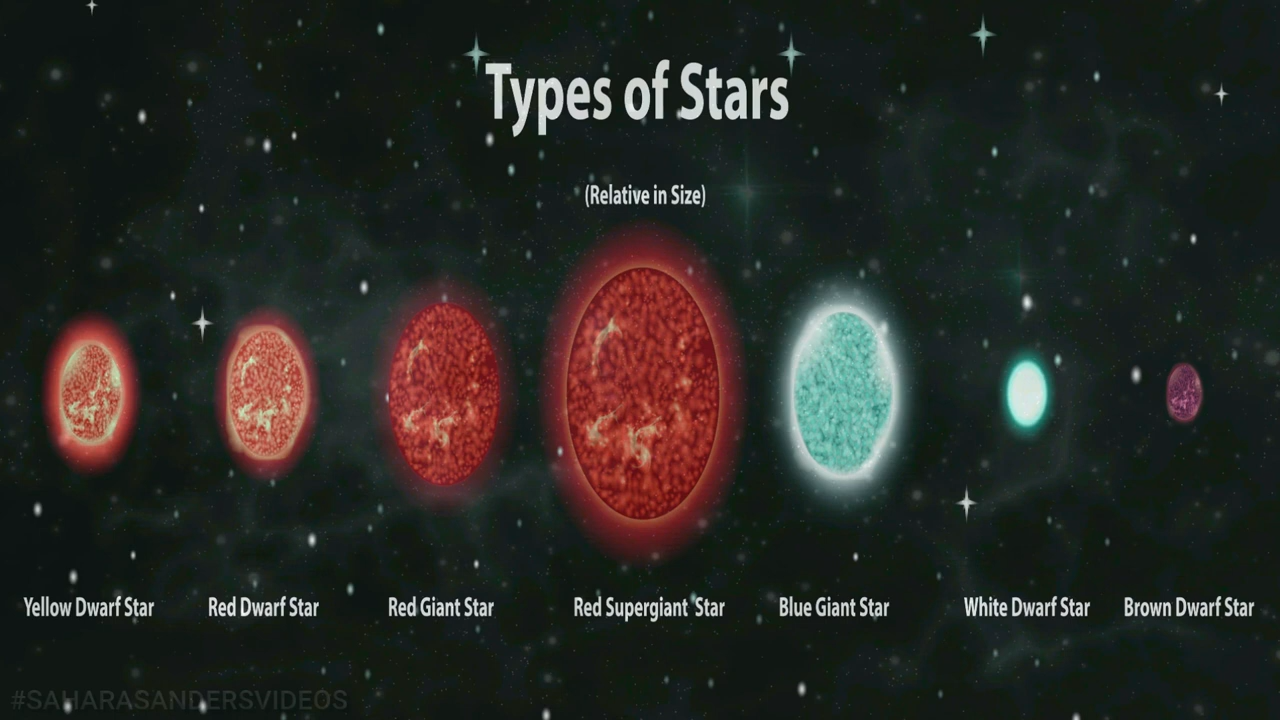 Types of Stars
(Relative in Size)
Yellow Dwarf Star
Red Dwarf Star
Red Giant Star
Red Supergiant Star
Blue Giant Star
White Dwarf Star
Brown Dwarf Star
#SAHARASANDERSVIDEOS